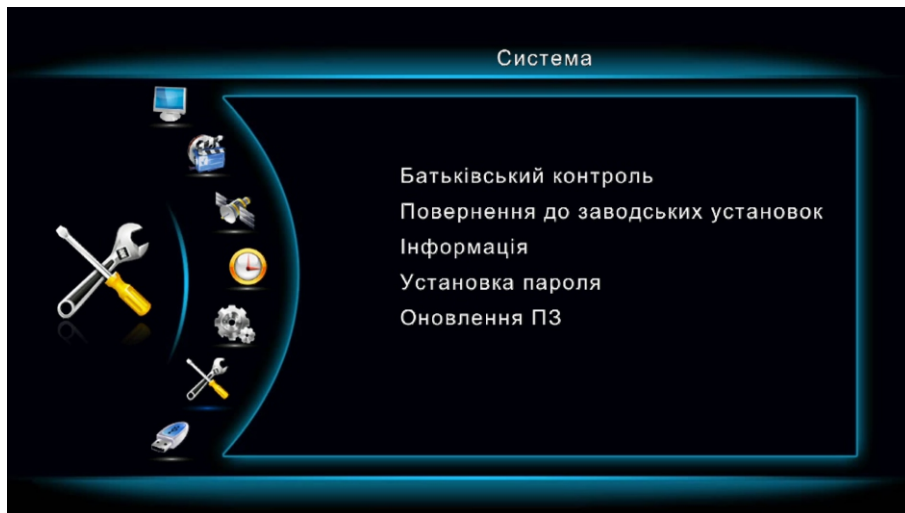 Система
Батьківський контроль
Повернення до заводських установок
Інформація
Установка пароля
Оновлення ПЗ